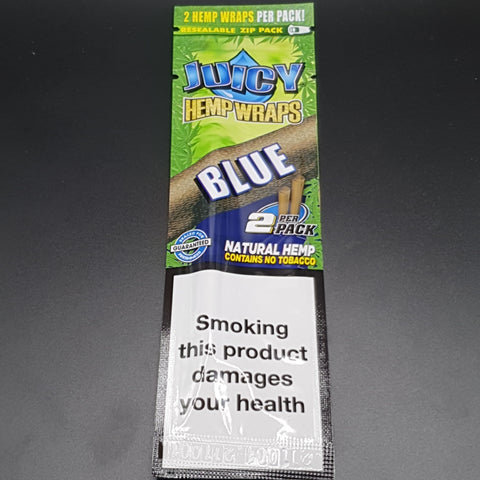 2 HEMP WRAPS PER PACK!
RESEALABLE ZIP PACK
JUICY
HEMP WRAPS
BLUE
2 PER PACK
GUARANTEED
NATURAL HEMP
CONTAINS NO TOBACCO
Smoking
this product
damages
your health